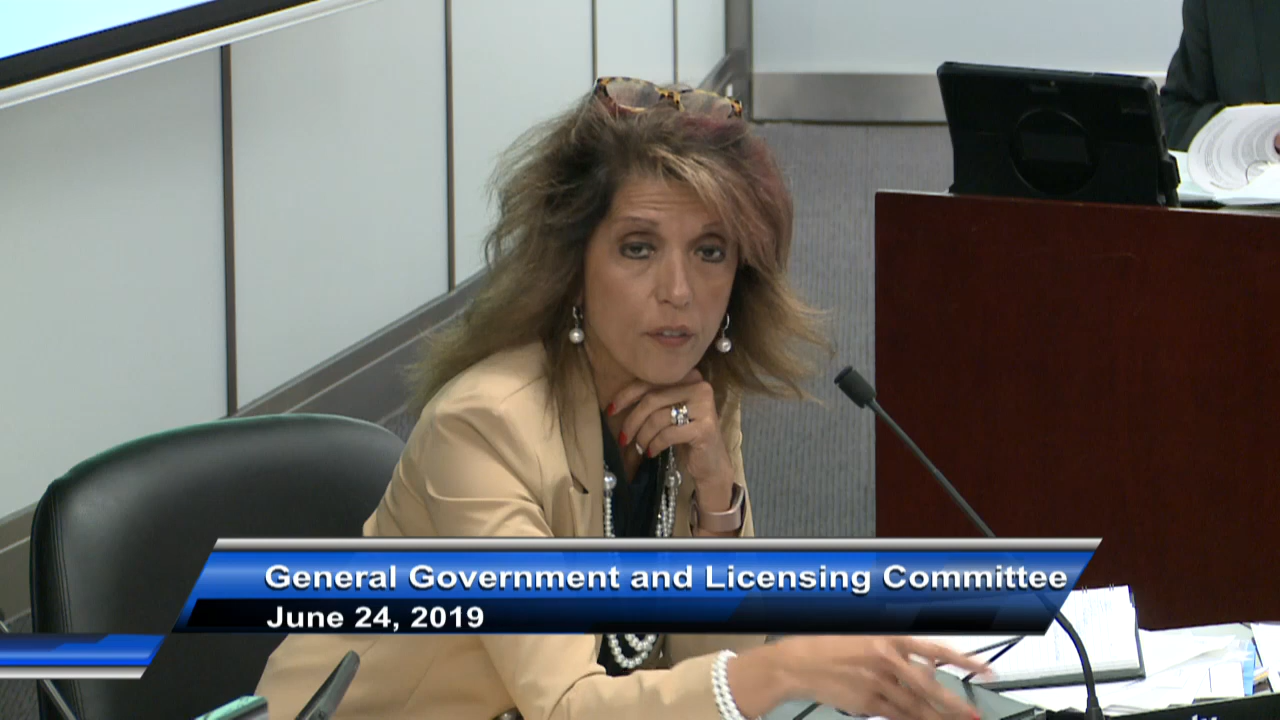 General Government and Licensing Committee
June 24, 2019